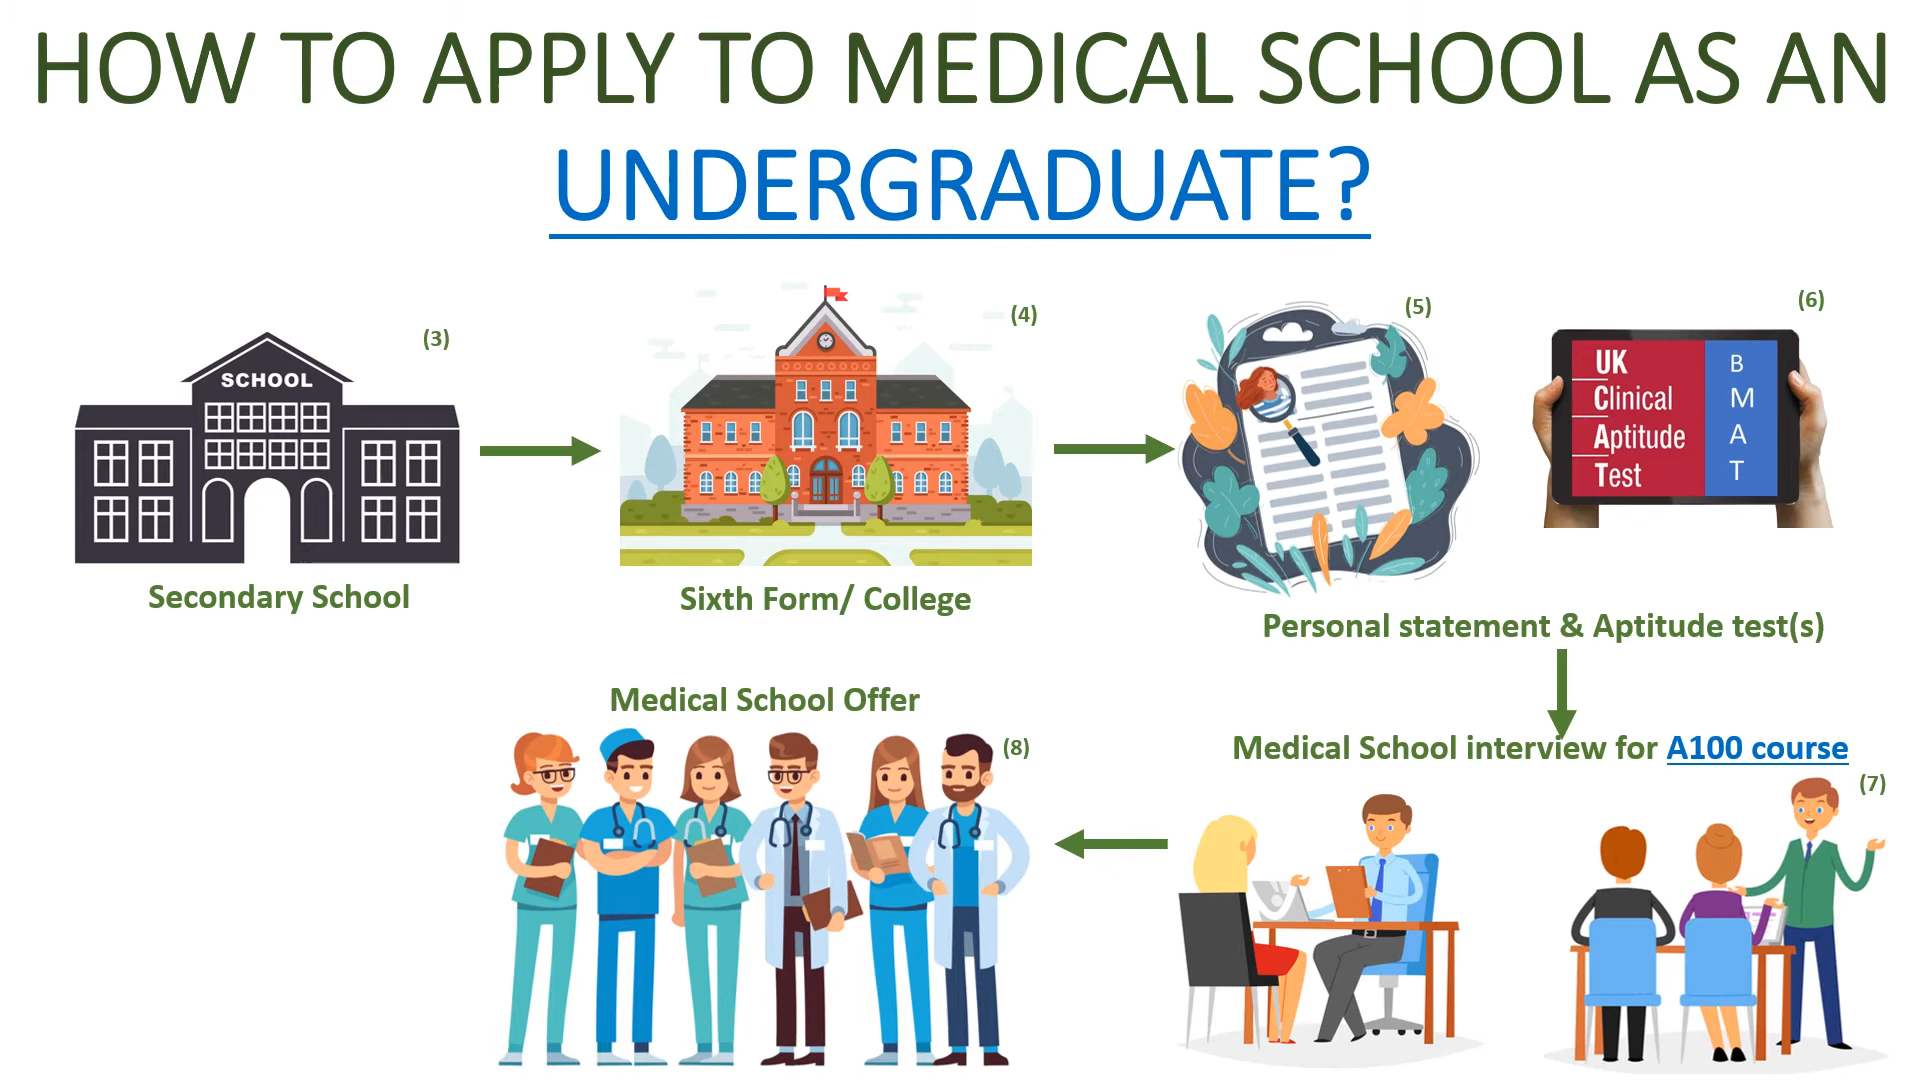 HOW TO APPLY TO MEDICAL SCHOOL AS AN
UNDERGRADUATE?
(3)
SCHOOL
Secondary School
(4)
Sixth Form/ College
(5)
(6)
UK
Clinical
Aptitude
Test
B
M
A
T
Personal statement & Aptitude test(s)
Medical School interview for A100 course
(7)
Medical School Offer
(8)